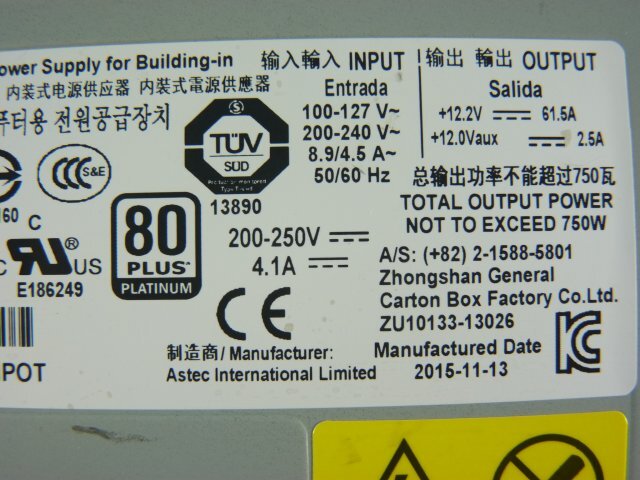 ower Supply for Building-in
内装式电源供应器 內裝式電源供應器
터용 전원공급장치
输入 輸入 INPUT
Entrada
100-127 V~
200-240 V~
8.9/4.5 A~
50/60 Hz
输出 輸出 OUTPUT
Salida
+12.2V 61.5A
+12.0Vaux 2.5A
总输出功率不能超过750瓦
TOTAL OUTPUT POWER
NOT TO EXCEED 750W
TÜV
SÜD
13890
S&E
160
C US
E186249
80
PLUS
PLATINUM
200-250V
4.1A
CE
A/S: (+82) 2-1588-5801
Zhongshan General
Carton Box Factory Co.Ltd.
ZU10133-13026
制造商/ Manufacturer:
Astec International Limited
Manufactured Date
2015-11-13
POT